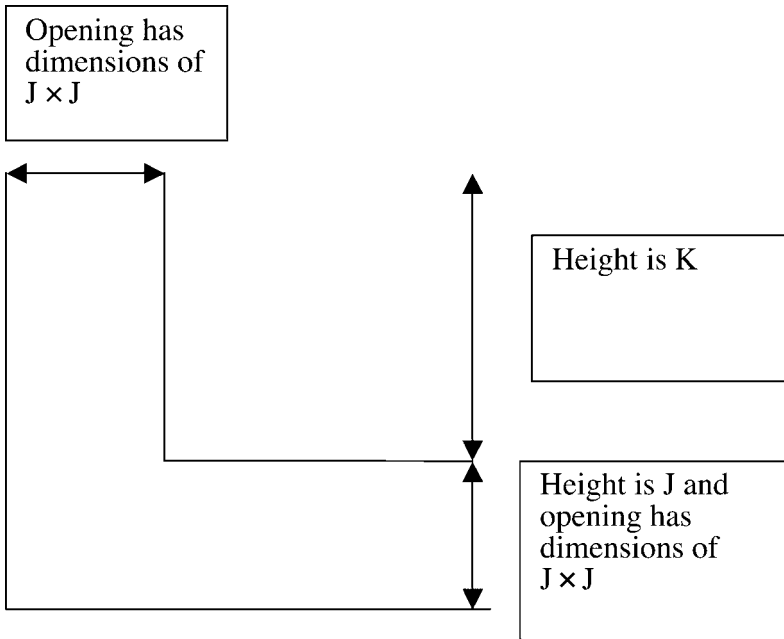 Opening has
dimensions of
J × J
Height is K
Height is J and
opening has
dimensions of
J × J